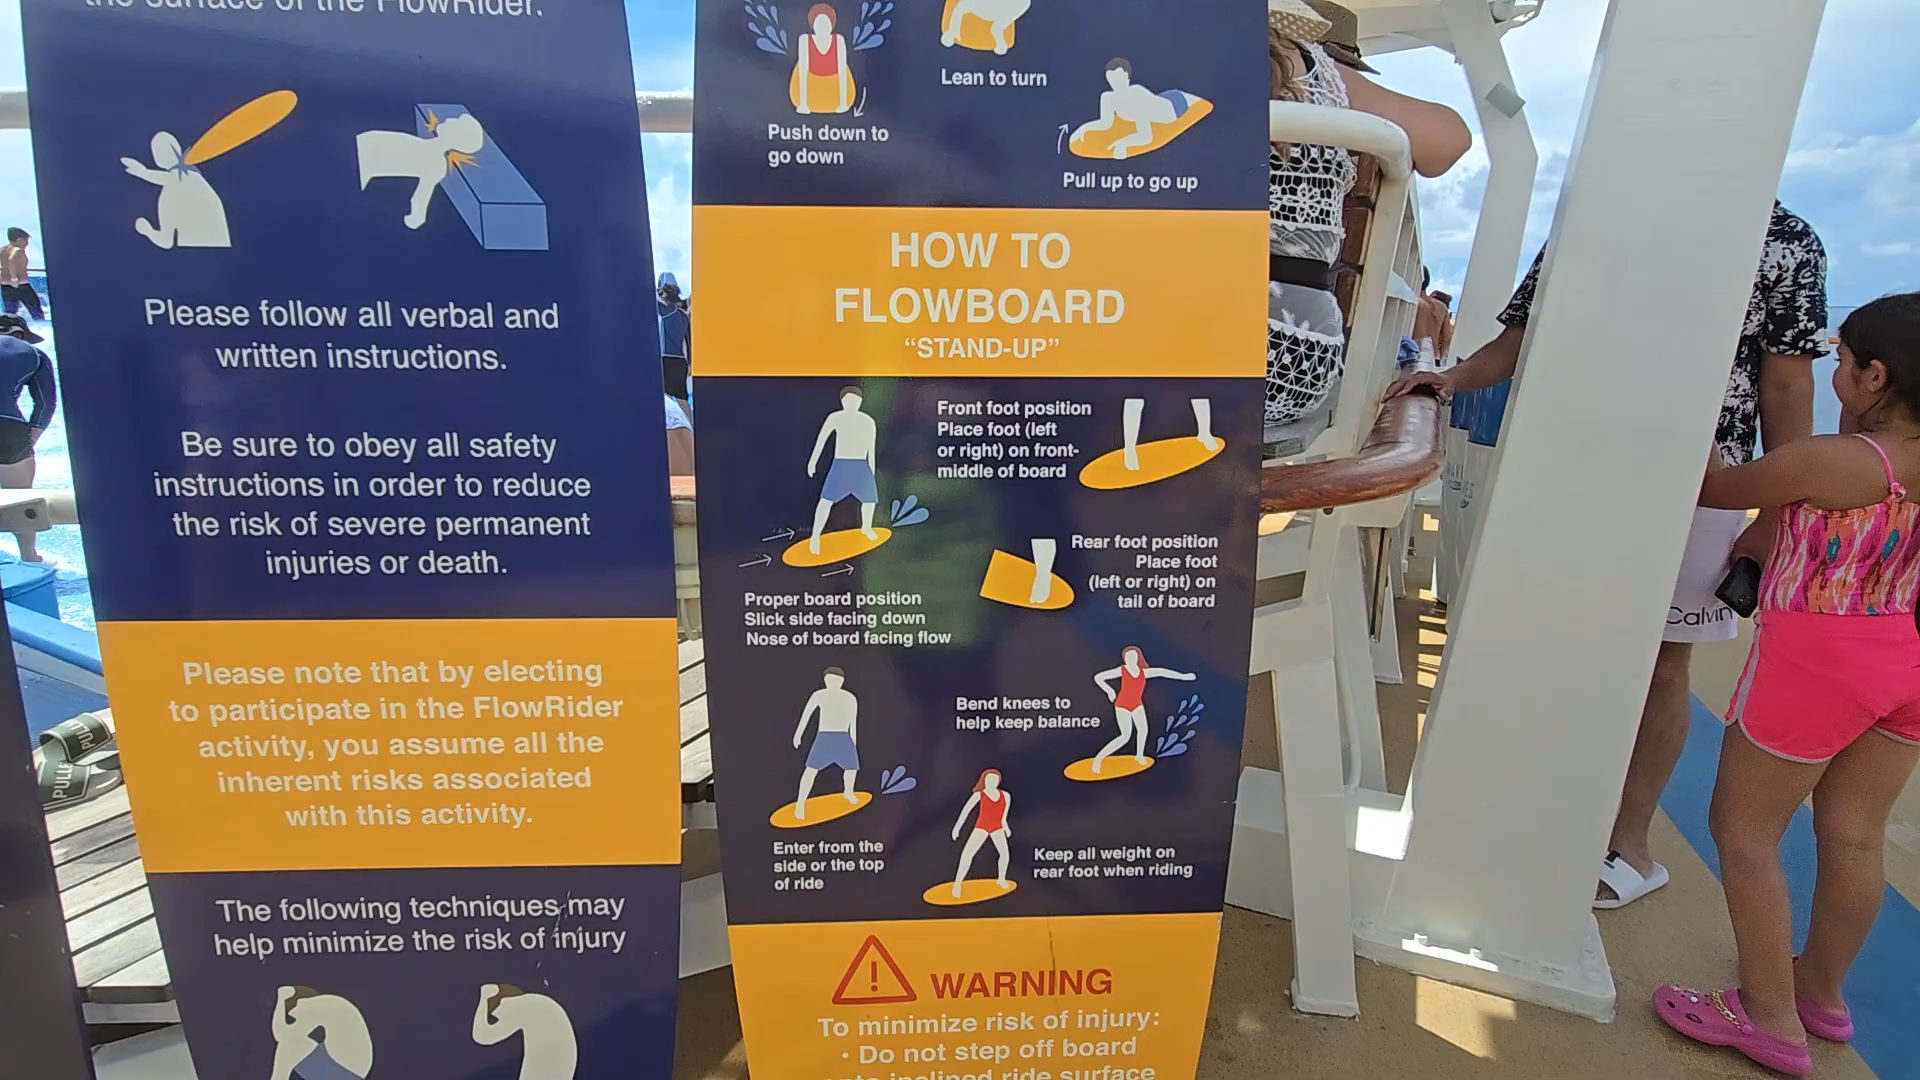 the surface of the FlowRider.
Please follow all verbal and
written instructions.
Be sure to obey all safety
instructions in order to reduce
the risk of severe permanent
injuries or death.
Please note that by electing
to participate in the FlowRider
activity, you assume all the
inherent risks associated
with this activity.
The following techniques may
help minimize the risk of injury
Lean to turn
Push down to
go down
Pull up to go up
HOW TO
FLOWBOARD
“STAND-UP”
Front foot position
Place foot (left
or right) on front-
middle of board
Rear foot position
Place foot
(left or right) on
tail of board
Proper board position
Slick side facing down
Nose of board facing flow
Bend knees to
help keep balance
Enter from the
side or the top
of ride
Keep all weight on
rear foot when riding
! WARNING
To minimize risk of injury:
• Do not step off board
onto inclined ride surface
Calvin
PULL
PULL